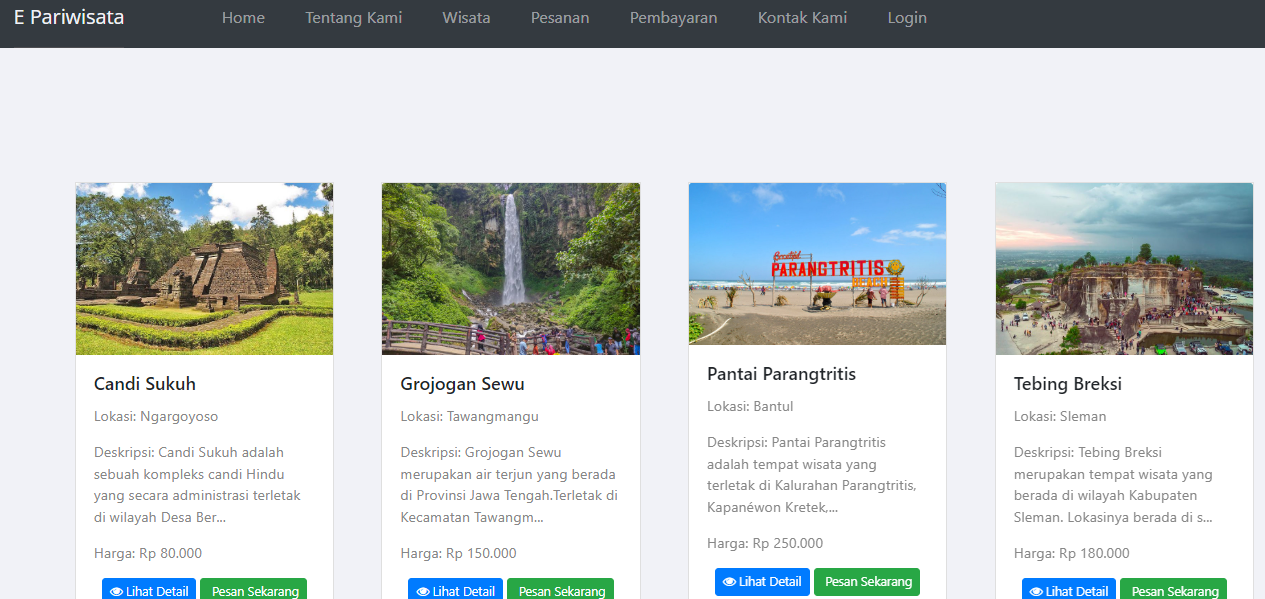 E Pariwisata
Home
Tentang Kami
Wisata
Pesanan
Pembayaran
Kontak Kami
Login
Candi Sukuh
Lokasi: Ngargoyoso
Deskripsi: Candi Sukuh adalah
sebuah kompleks candi Hindu
yang secara administrasi terletak
di wilayah Desa Ber...
Harga: Rp 80.000
Lihat Detail
Pesan Sekarang
Grojogan Sewu
Lokasi: Tawangmangu
Deskripsi: Grojogan Sewu
merupakan air terjun yang berada
di Provinsi Jawa Tengah.Terletak di
Kecamatan Tawangm...
Harga: Rp 150.000
Lihat Detail
Pesan Sekarang
PARANGTRITIS
Pantai Parangtritis
Lokasi: Bantul
Deskripsi: Pantai Parangtritis
adalah tempat wisata yang
terletak di Kalurahan Parangtritis,
Kapanéwon Kretek,...
Harga: Rp 250.000
Lihat Detail
Pesan Sekarang
Tebing Breksi
Lokasi: Sleman
Deskripsi: Tebing Breksi
merupakan tempat wisata yang
berada di wilayah Kabupaten
Sleman. Lokasinya berada di s...
Harga: Rp 180.000
Lihat Detail
Pesan Sekarang